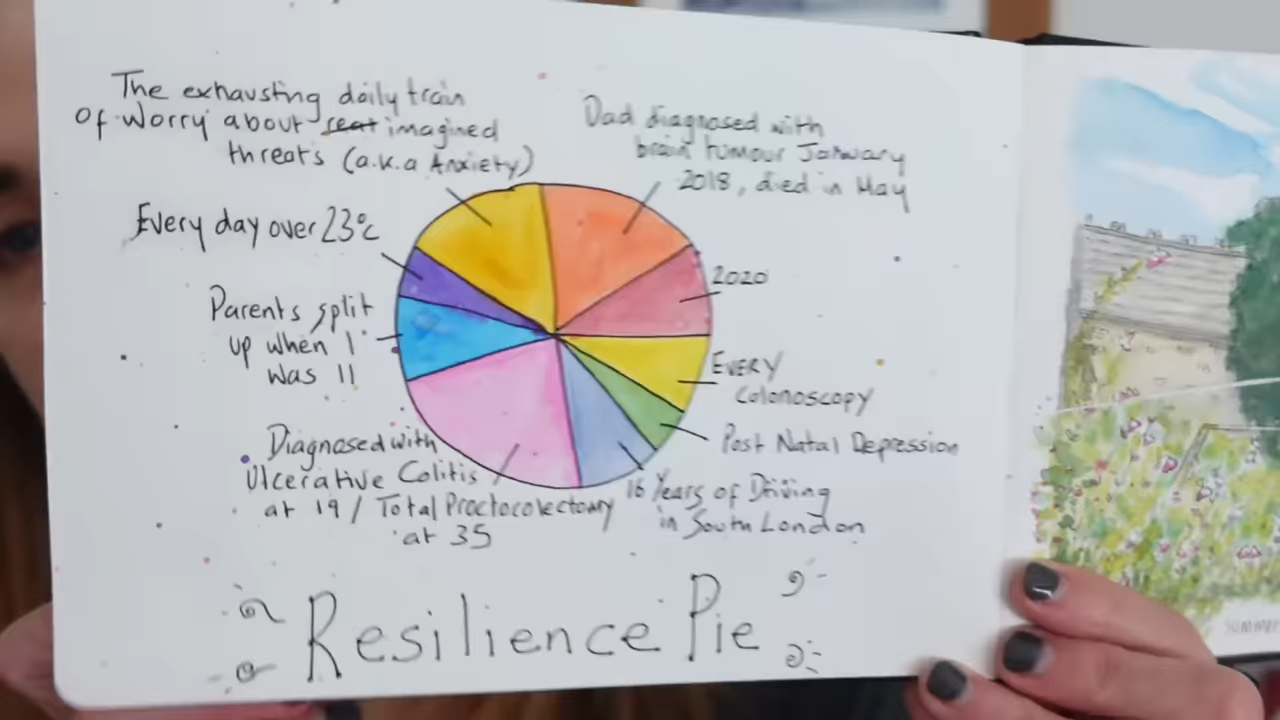 The exhausting daily train
of worry about real imagined
threats (a.k.a Anxiety)
Dad diagnosed with
brain tumour January
2018, died in May
Every day over 23°c
2020
Parents split
up when I
was 11
EVERY
Colonoscopy
Post Natal Depression
Diagnosed with
Ulcerative Colitis
at 19 / Total Proctocolectomy
at 35
16 Years of Driving
in South London
Resilience Pie
SUMMER